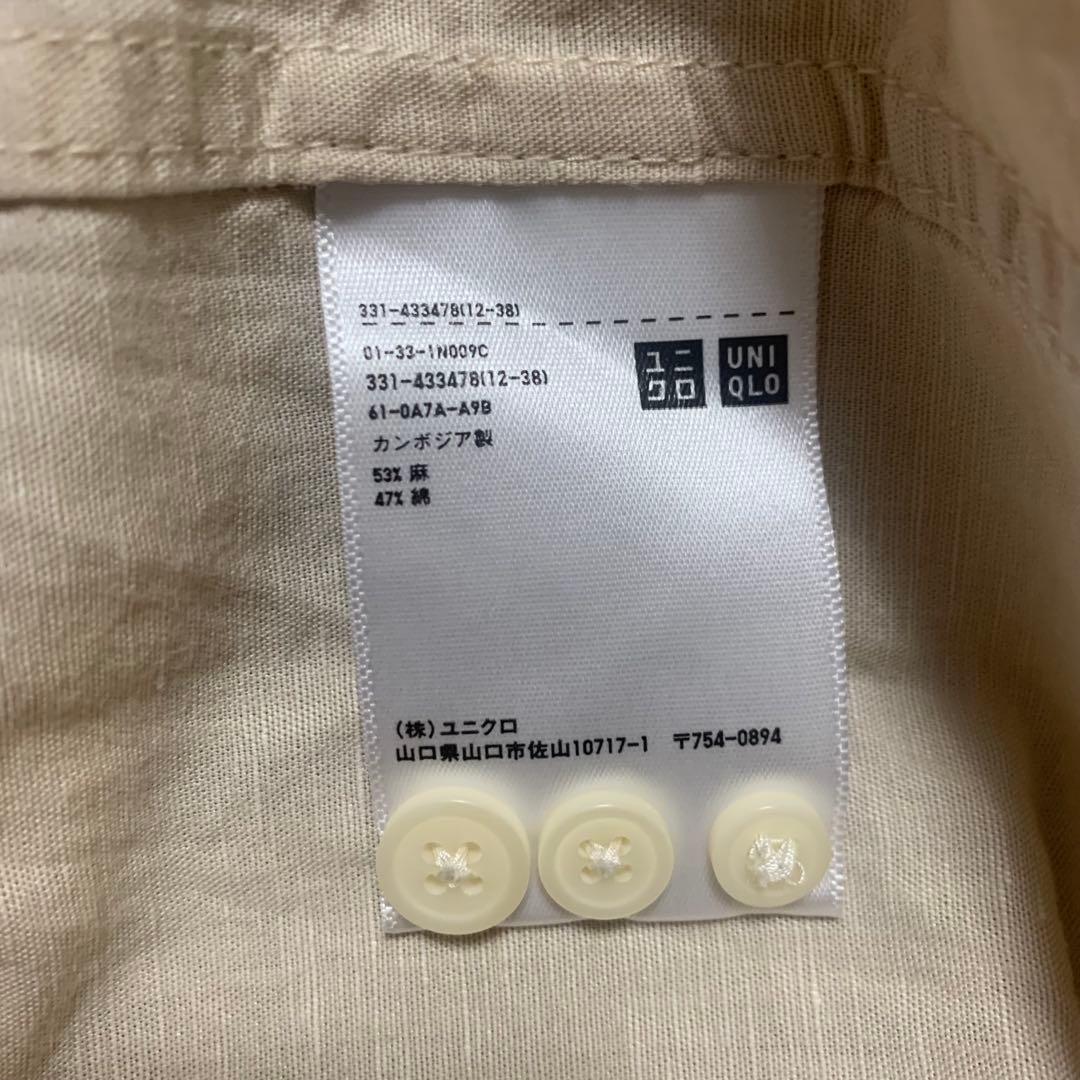 331-433478(12-38)
01-33-1N009C
331-433478(12-38)
61-0A7A-A9B
カンボジア製
53% 麻
47% 綿
ユニ
クロ
UNI
QLO
(株)ユニクロ
山口県山口市佐山10717-1 〒754-0894